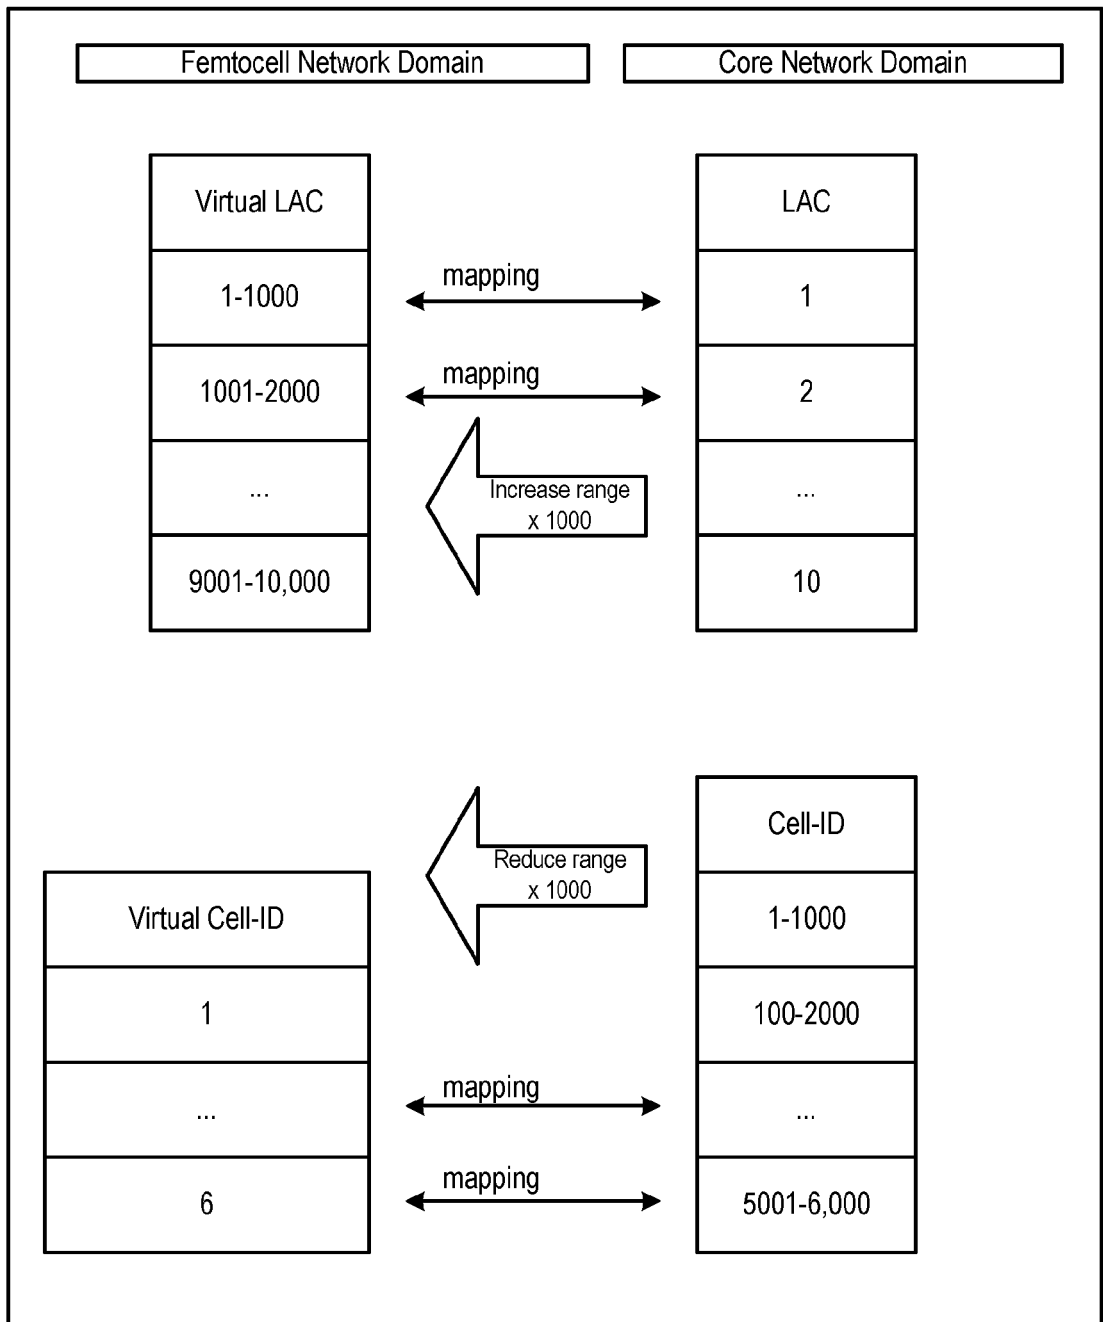 Femtocell Network Domain
Core Network Domain
Virtual LAC
LAC
1-1000
mapping
1
1001-2000
mapping
2
...
Increase range
x 1000
...
9001-10,000
10
Cell-ID
Reduce range
x 1000
Virtual Cell-ID
1-1000
1
100-2000
...
mapping
...
6
mapping
5001-6,000